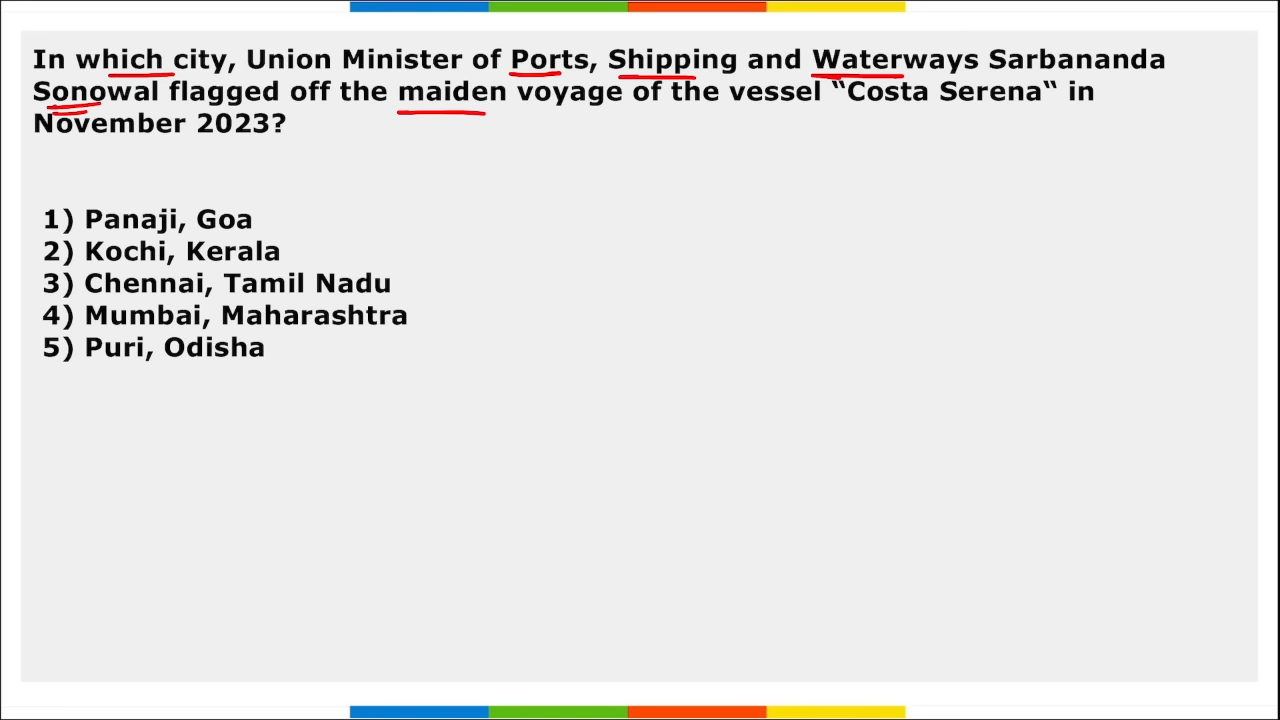 In which city, Union Minister of Ports, Shipping and Waterways Sarbananda
Sonowal flagged off the maiden voyage of the vessel “Costa Serena“ in
November 2023?
1) Panaji, Goa
2) Kochi, Kerala
3) Chennai, Tamil Nadu
4) Mumbai, Maharashtra
5) Puri, Odisha